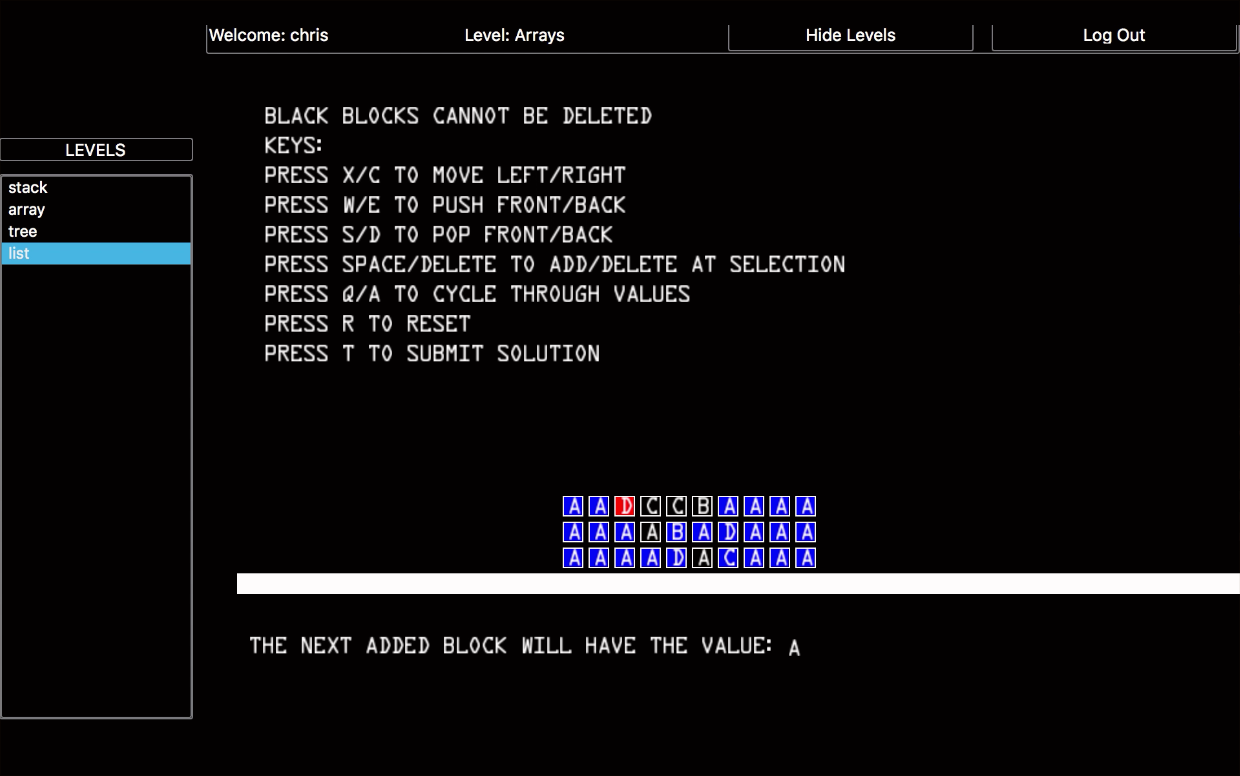 Welcome: chris Level: Arrays Hide Levels Log Out
BLACK BLOCKS CANNOT BE DELETED
KEYS:
PRESS X/C TO MOVE LEFT/RIGHT
PRESS W/E TO PUSH FRONT/BACK
PRESS S/D TO POP FRONT/BACK
PRESS SPACE/DELETE TO ADD/DELETE AT SELECTION
PRESS Q/A TO CYCLE THROUGH VALUES
PRESS R TO RESET
PRESS T TO SUBMIT SOLUTION
LEVELS
stack
array
tree
list
A A D C C B A A A A
A A A A B A D A A A
A A A A D A C A A A
THE NEXT ADDED BLOCK WILL HAVE THE VALUE: A